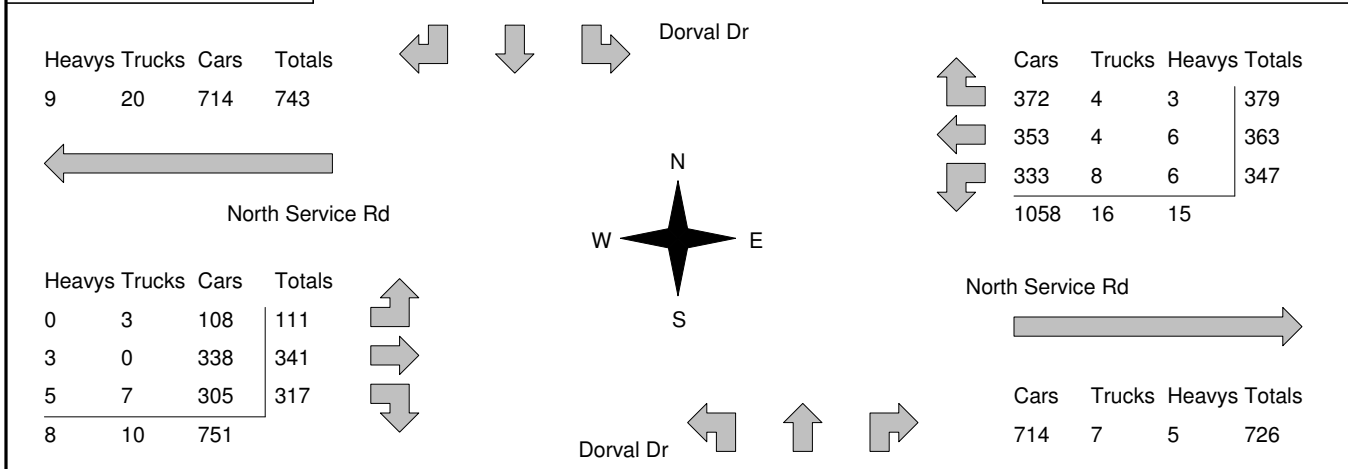 Dorval Dr
Heavys Trucks Cars Totals
9 20 714 743
Cars Trucks Heavys Totals
372 4 3 379
353 4 6 363
333 8 6 347
1058 16 15
N
W E
S
North Service Rd
North Service Rd
Heavys Trucks Cars Totals
0 3 108 111
3 0 338 341
5 7 305 317
8 10 751
Cars Trucks Heavys Totals
714 7 5 726
Dorval Dr